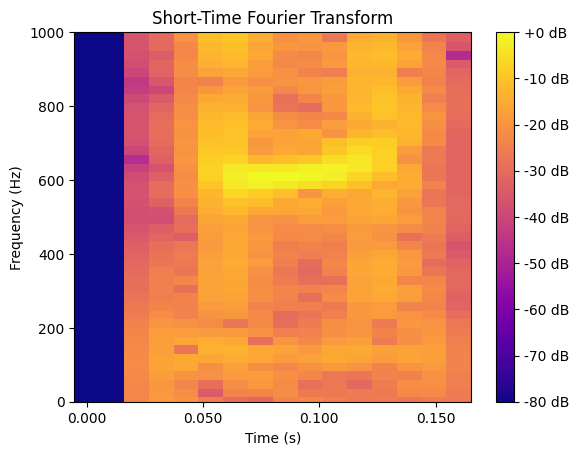 Short-Time Fourier Transform
Frequency (Hz)
1000
800
600
400
200
0
0.000
0.050
0.100
0.150
Time (s)
+0 dB
-10 dB
-20 dB
-30 dB
-40 dB
-50 dB
-60 dB
-70 dB
-80 dB